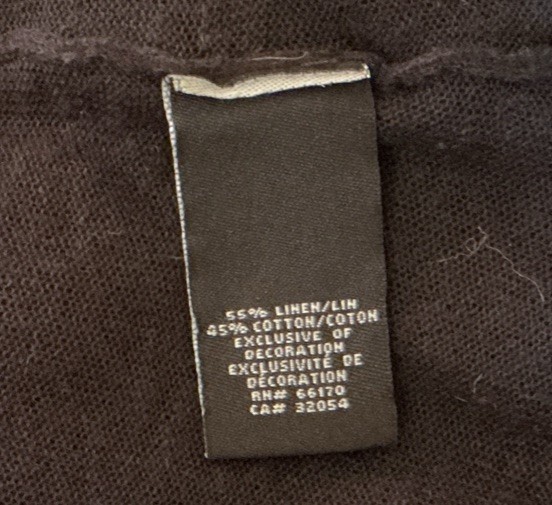 55% LINEN/LIN
45% COTTON/COTON
EXCLUSIVE OF
DECORATION
EXCLUSIVITÉ DE
DÉCORATION
RN# 66170
CA# 32054